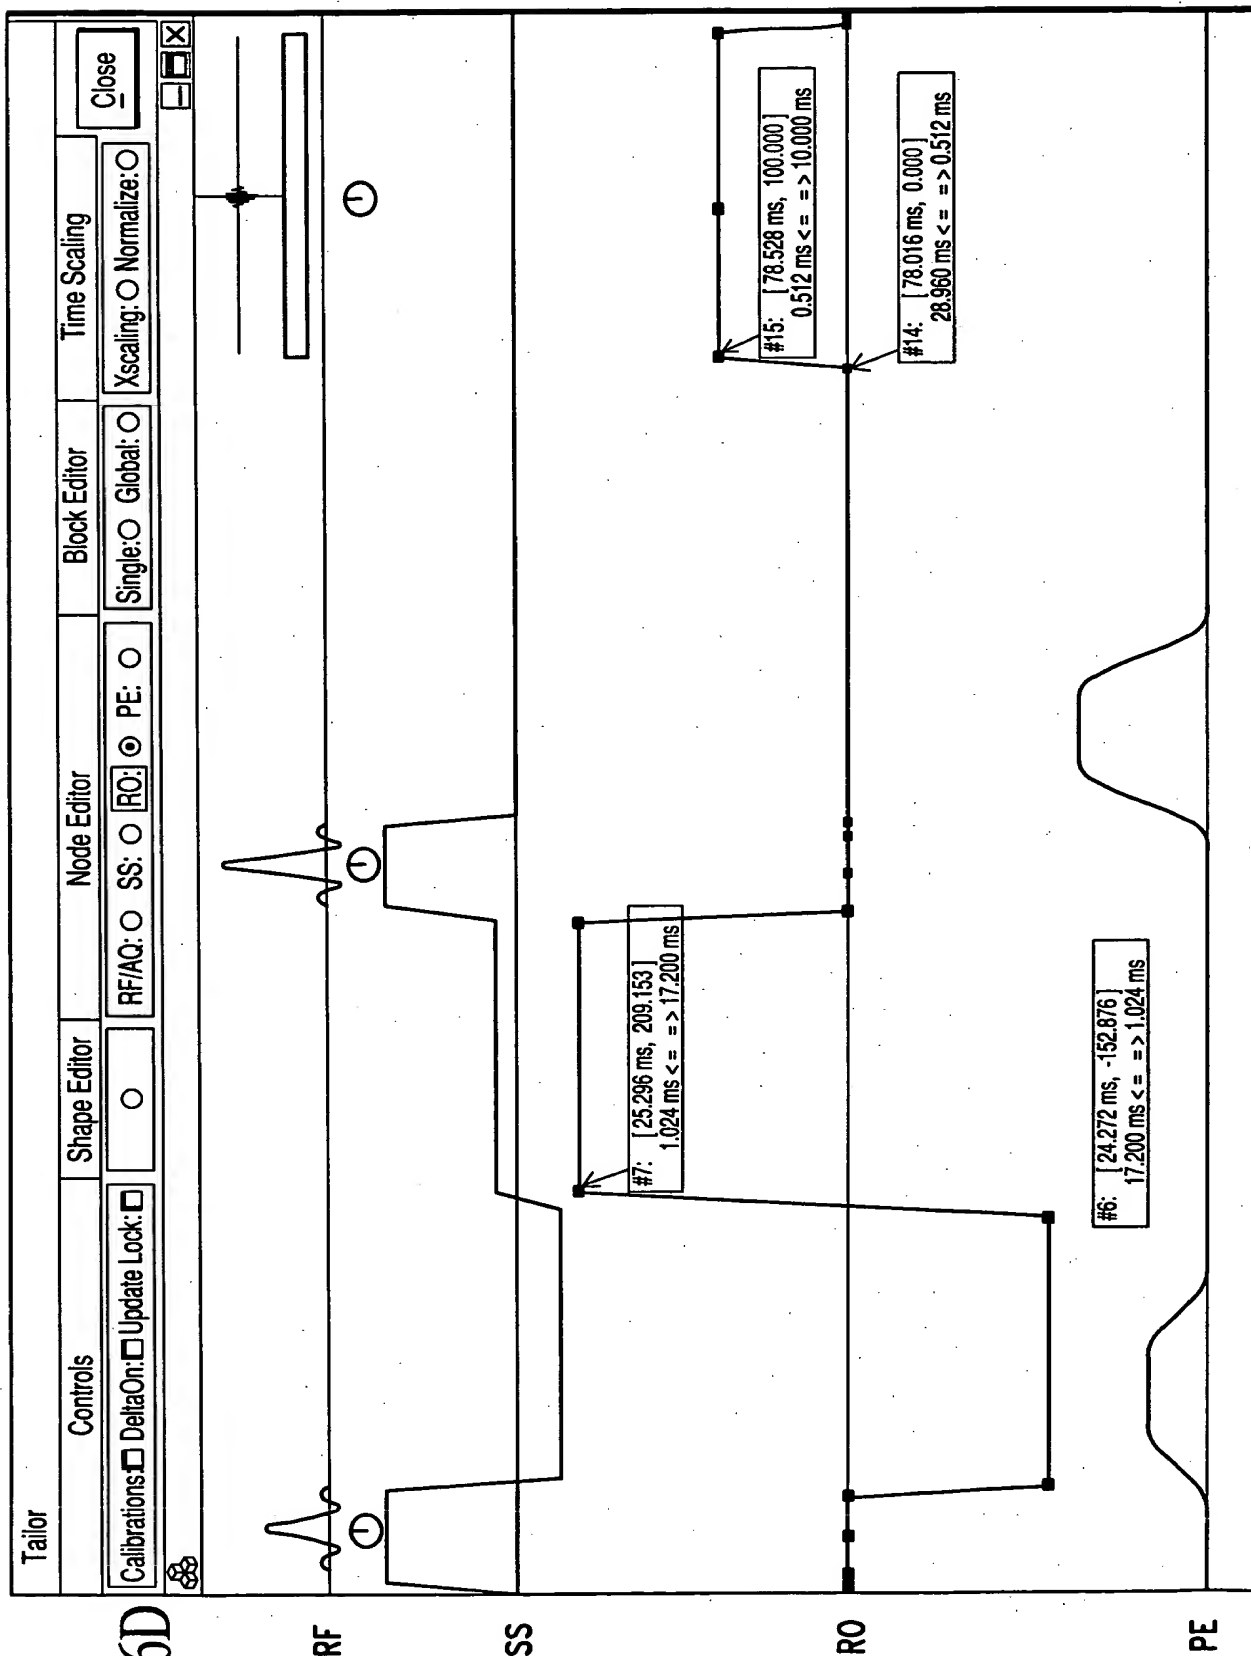 Tailor
Controls
Shape Editor
Node Editor
Block Editor
Time Scaling
Close
Calibrations: DeltaOn: Update Lock:
RF/AQ: SS: RO: PE:
Single: Global:
Xscaling: Normalize:
6D
RF
SS
RO
PE
#7: [ 25.296 ms, 209.153 ]
1.024 ms < = = > 17.200 ms
#15: [ 78.528 ms, 100.000 ]
0.512 ms < = = > 10.000 ms
#14: [ 78.016 ms, 0.000 ]
28.960 ms < = = > 0.512 ms
#6: [ 24.272 ms, -152.876 ]
17.200 ms < = = > 1.024 ms